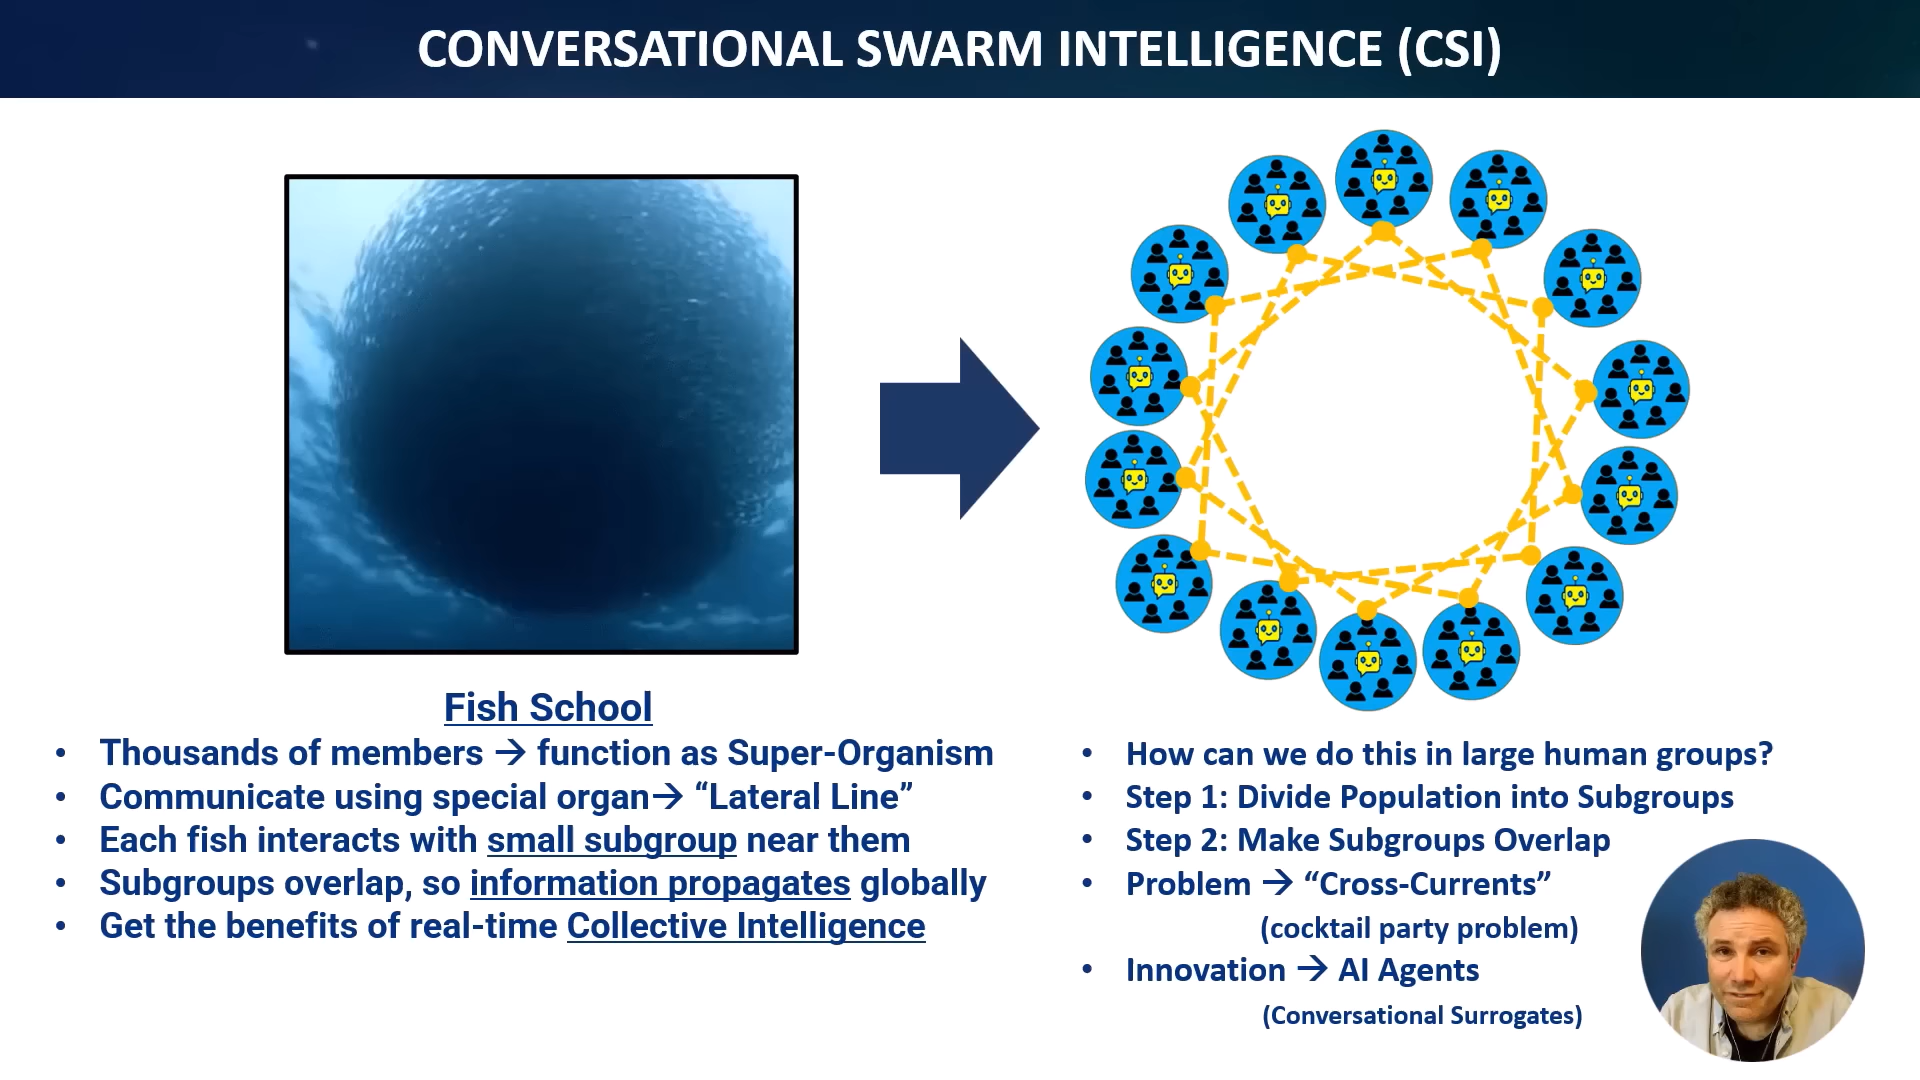 CONVERSATIONAL SWARM INTELLIGENCE (CSI)
Fish School
• Thousands of members → function as Super-Organism
• Communicate using special organ→ “Lateral Line”
• Each fish interacts with small subgroup near them
• Subgroups overlap, so information propagates globally
• Get the benefits of real-time Collective Intelligence
• How can we do this in large human groups?
• Step 1: Divide Population into Subgroups
• Step 2: Make Subgroups Overlap
• Problem → “Cross-Currents”
(cocktail party problem)
• Innovation → AI Agents
(Conversational Surrogates)